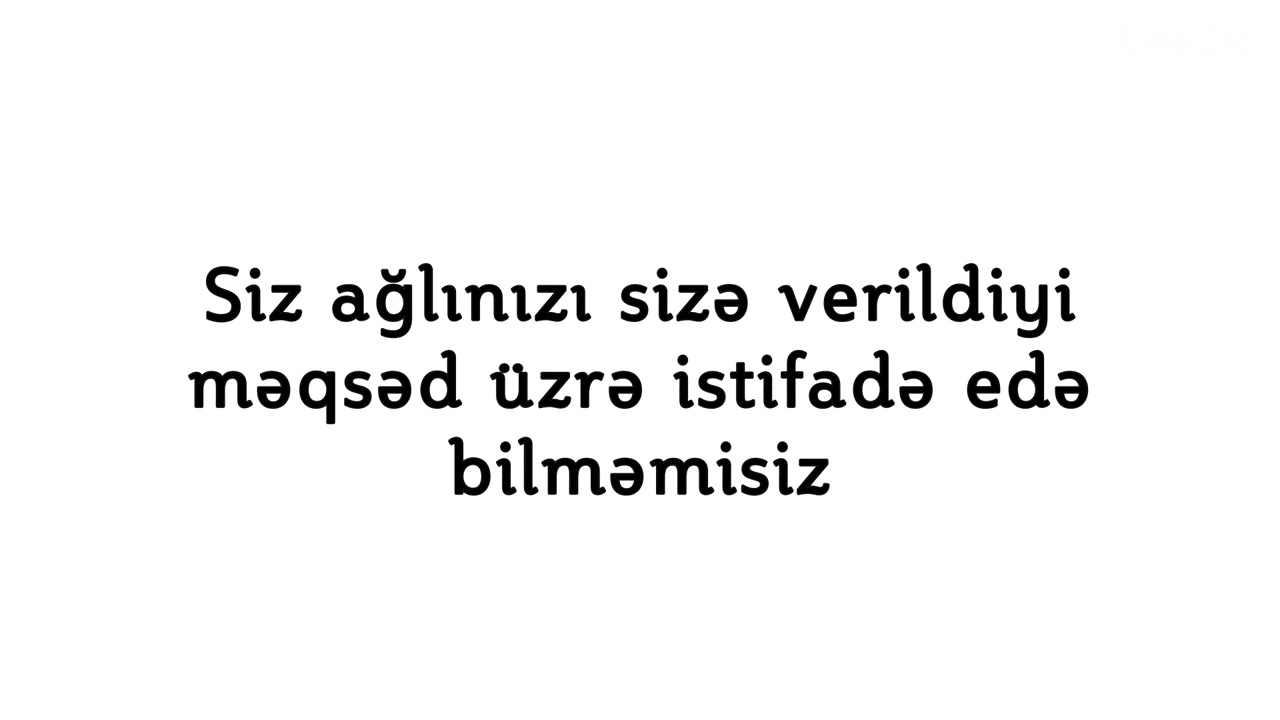 Siz ağlınızı sizə verildiyi
məqsəd üzrə istifadə edə
bilməmisiz